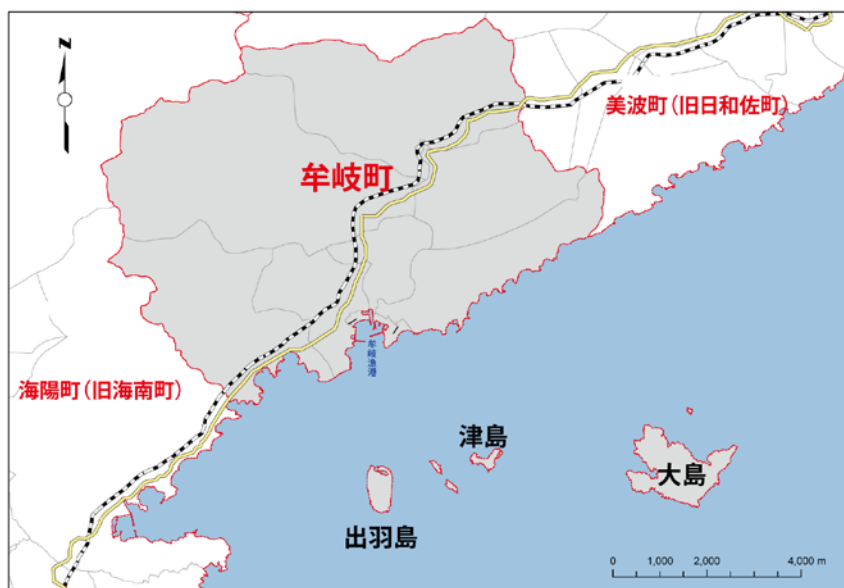 N
美波町(旧日和佐町)
牟岐町
牟岐漁港
海陽町(旧海南町)
津島
大島
出羽島
0 1,000 2,000 4,000 m